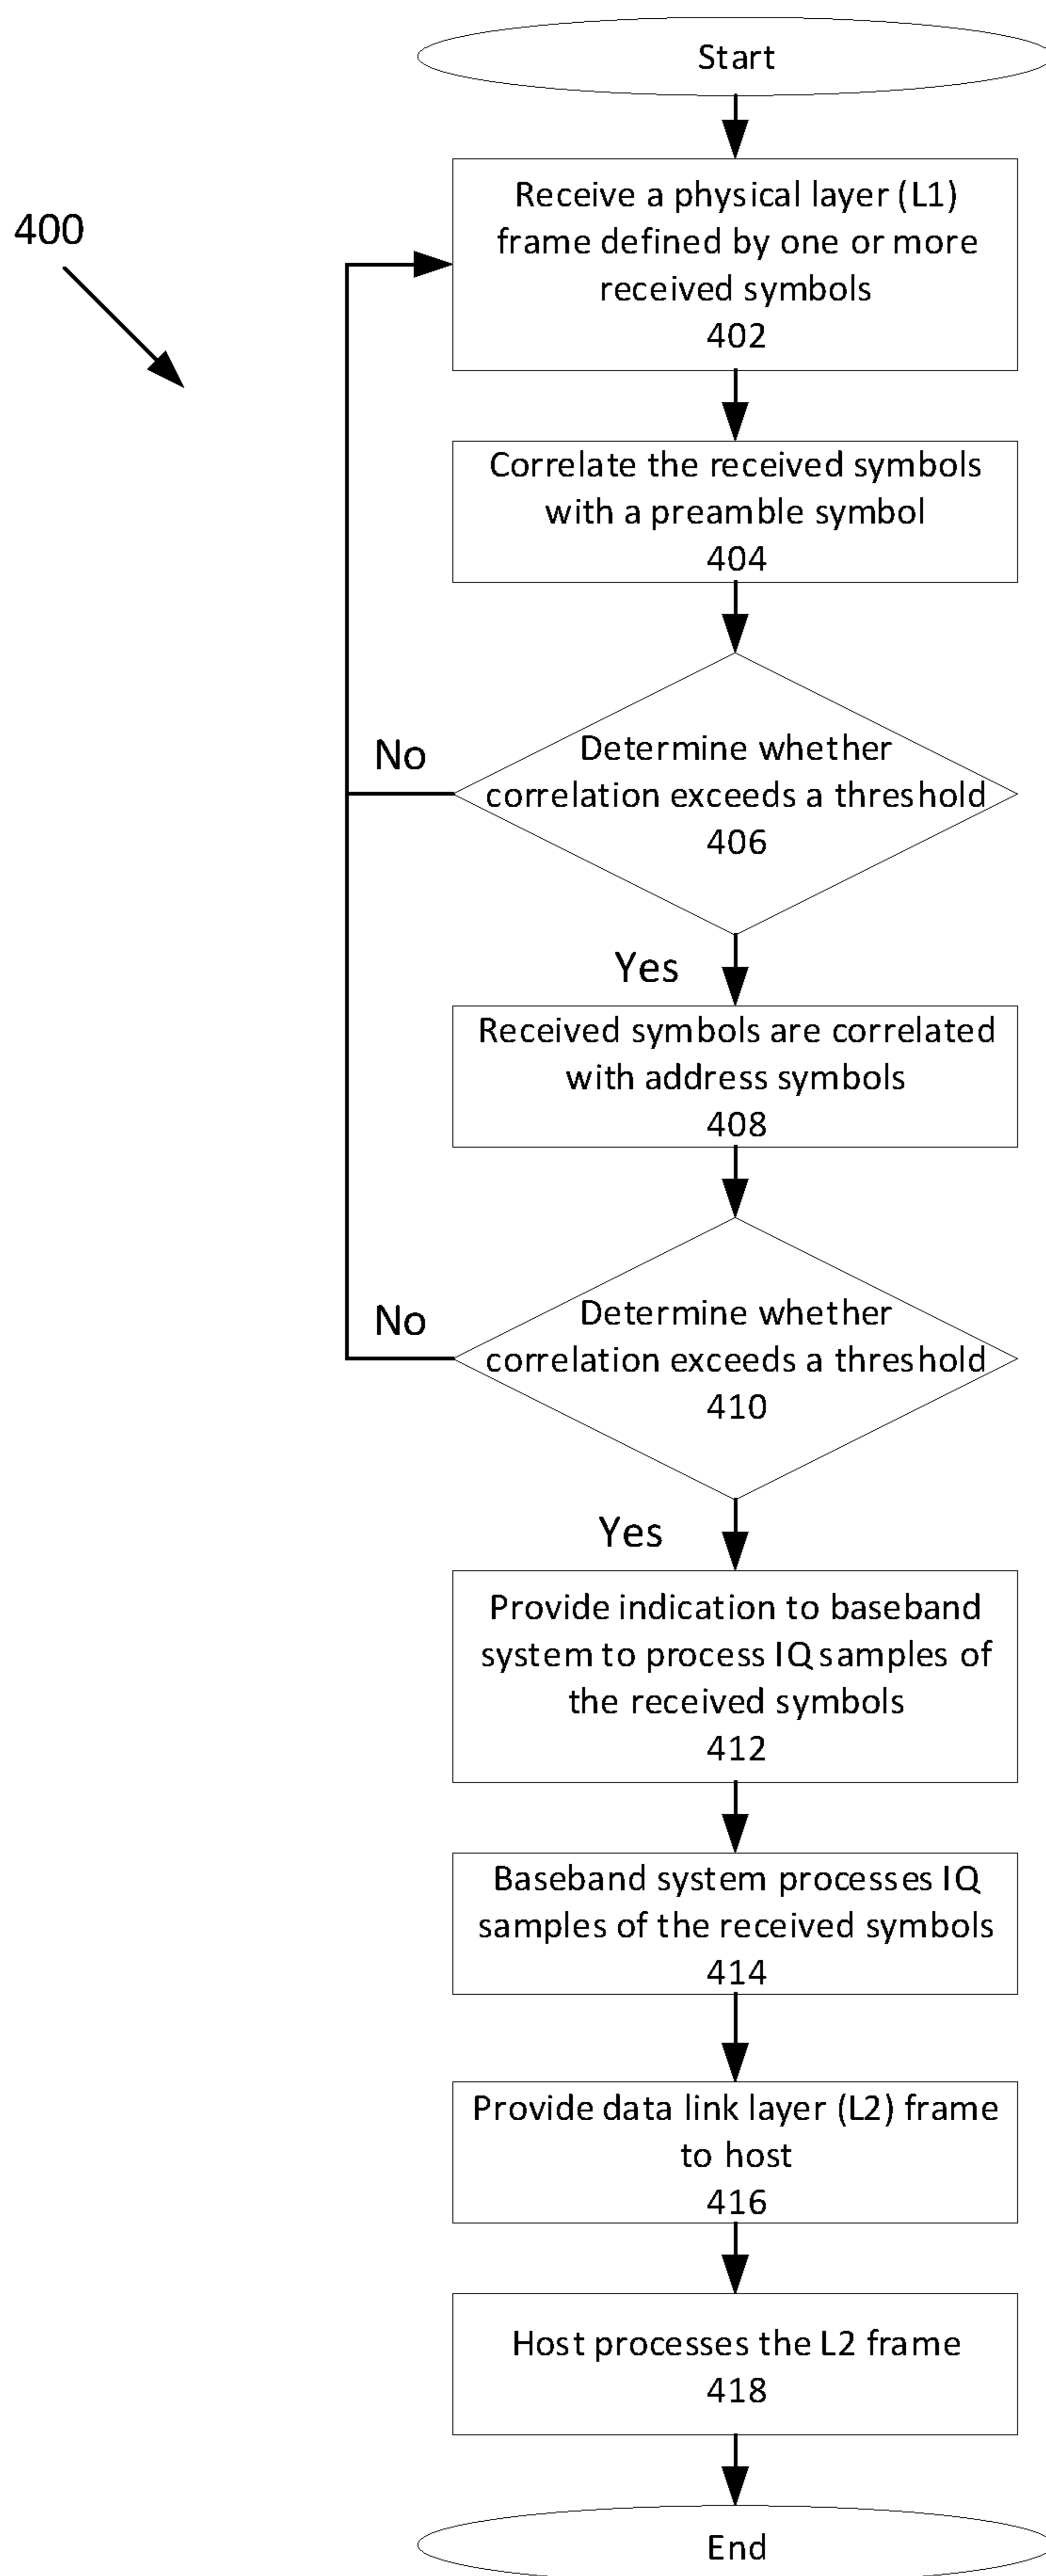 Start
400
Receive a physical layer (L1)
frame defined by one or more
received symbols
402
Correlate the received symbols
with a preamble symbol
404
No
Determine whether
correlation exceeds a threshold
406
Yes
Received symbols are correlated
with address symbols
408
No
Determine whether
correlation exceeds a threshold
410
Yes
Provide indication to baseband
system to process IQ samples of
the received symbols
412
Baseband system processes IQ
samples of the received symbols
414
Provide data link layer (L2) frame
to host
416
Host processes the L2 frame
418
End